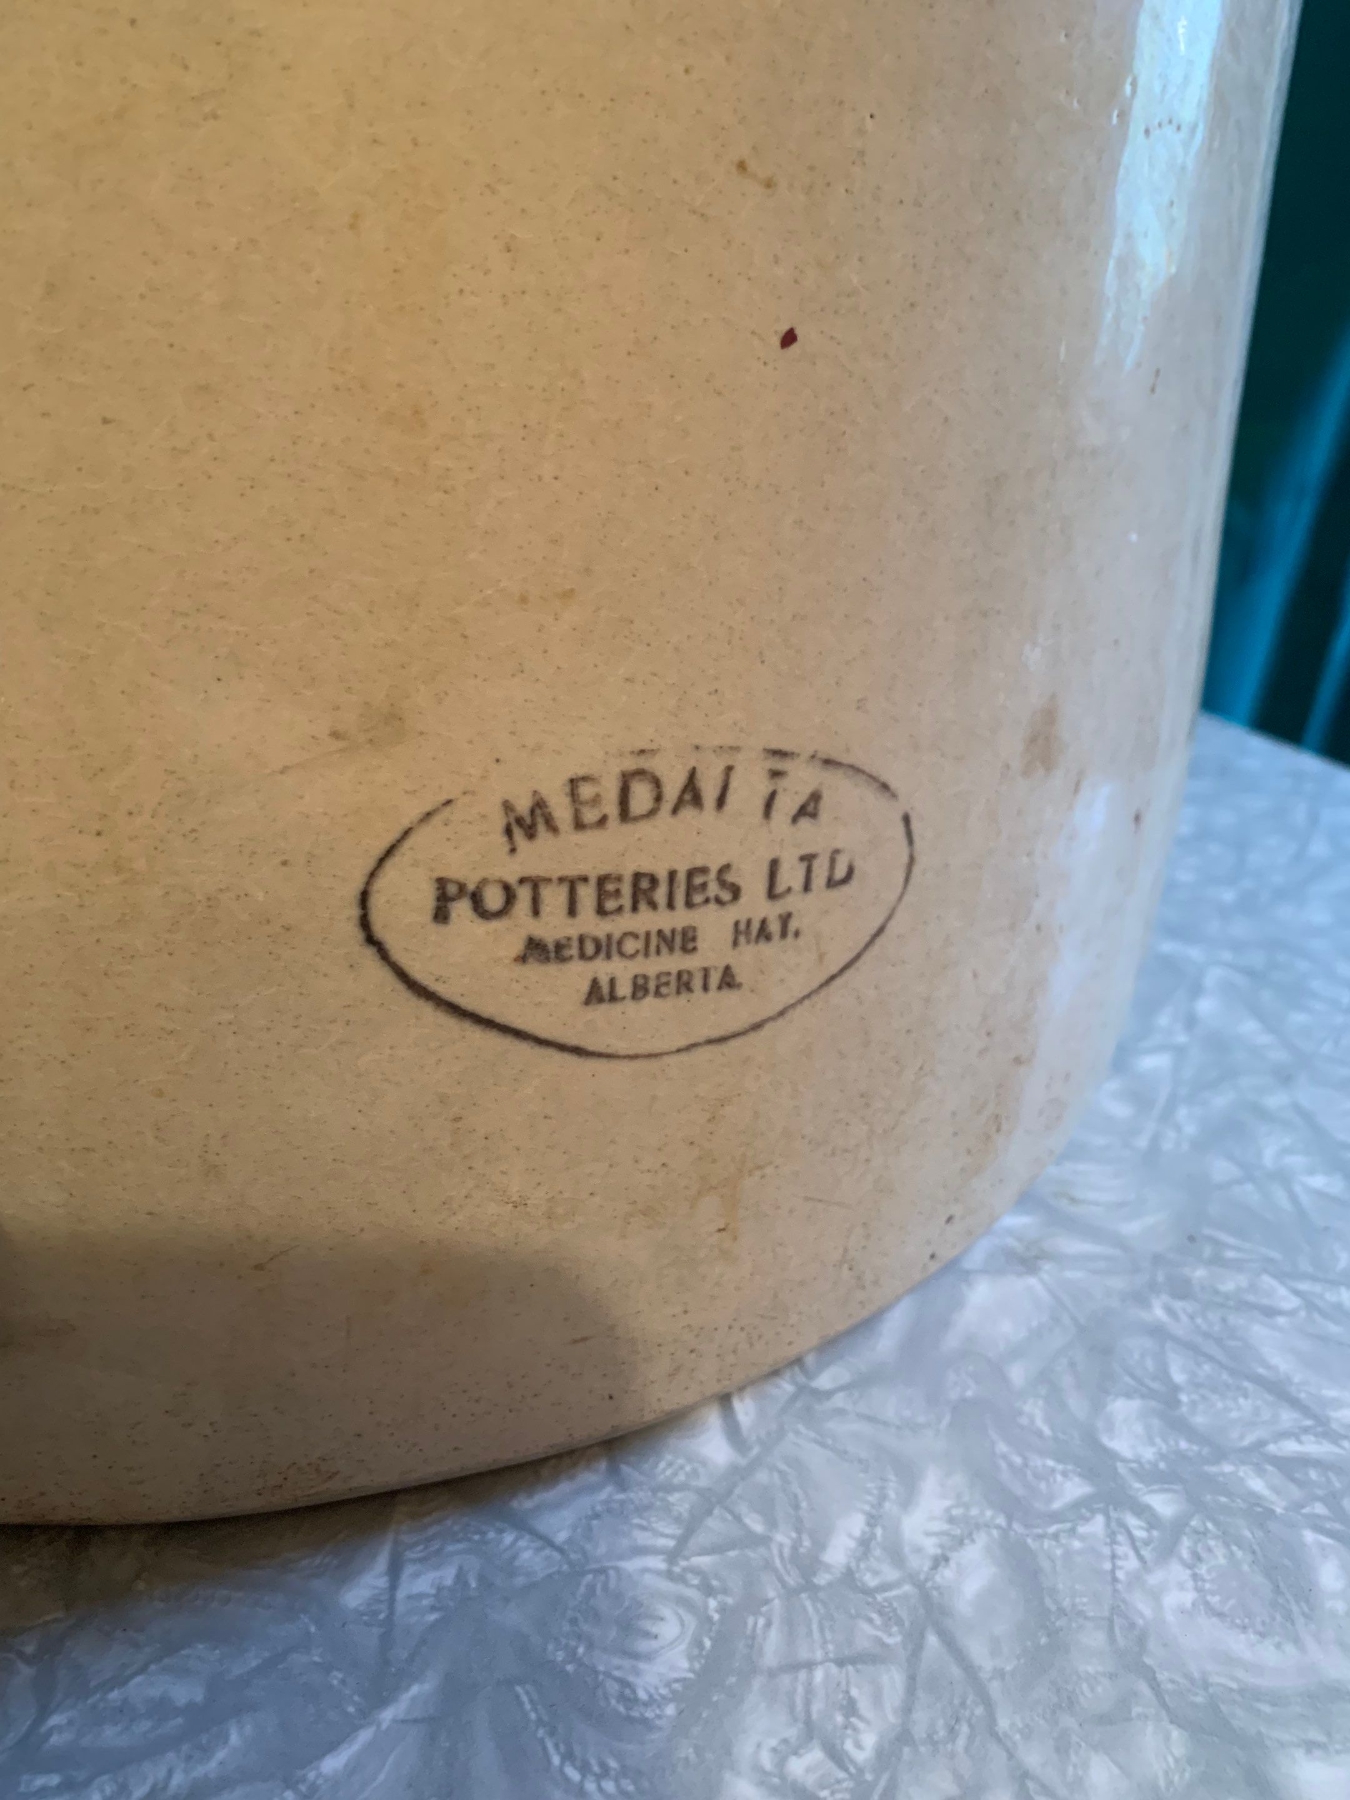 MEDALTA
POTTERIES LTD
MEDICINE HAT,
ALBERTA.